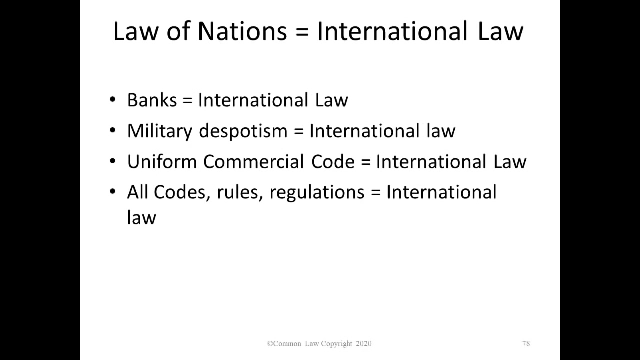 Law of Nations = International Law
• Banks = International Law
• Military despotism = International law
• Uniform Commercial Code = International Law
• All Codes, rules, regulations = International
law
©Common Law Copyright 2020
78